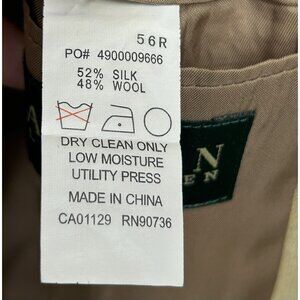 56R
PO# 4900009666
52% SILK
48% WOOL
DRY CLEAN ONLY
LOW MOISTURE
UTILITY PRESS
MADE IN CHINA
CA01129 RN90736